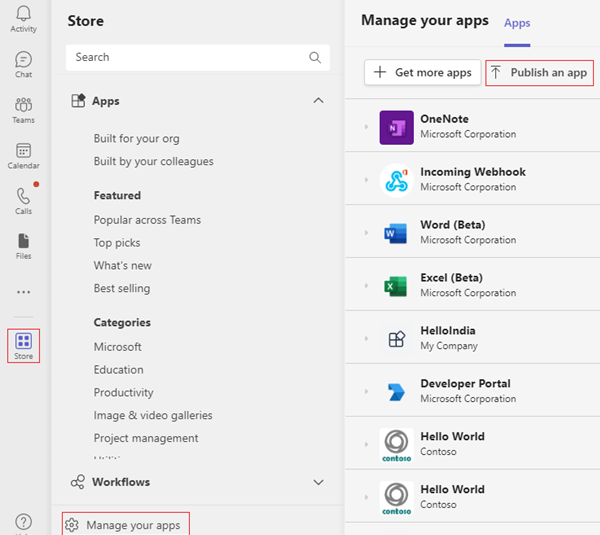 Activity
Chat
Teams
Calendar
Calls
Files
Store
Store
Search
Apps
Built for your org
Built by your colleagues
Featured
Popular across Teams
Top picks
What's new
Best selling
Categories
Microsoft
Education
Productivity
Image & video galleries
Project management
Workflows
Manage your apps
Manage your apps Apps
Get more apps Publish an app
OneNote
Microsoft Corporation
Incoming Webhook
Microsoft Corporation
Word (Beta)
Microsoft Corporation
Excel (Beta)
Microsoft Corporation
HelloIndia
My Company
Developer Portal
Microsoft Corporation
contoso
Hello World
Contoso
contoso
Hello World
Contoso